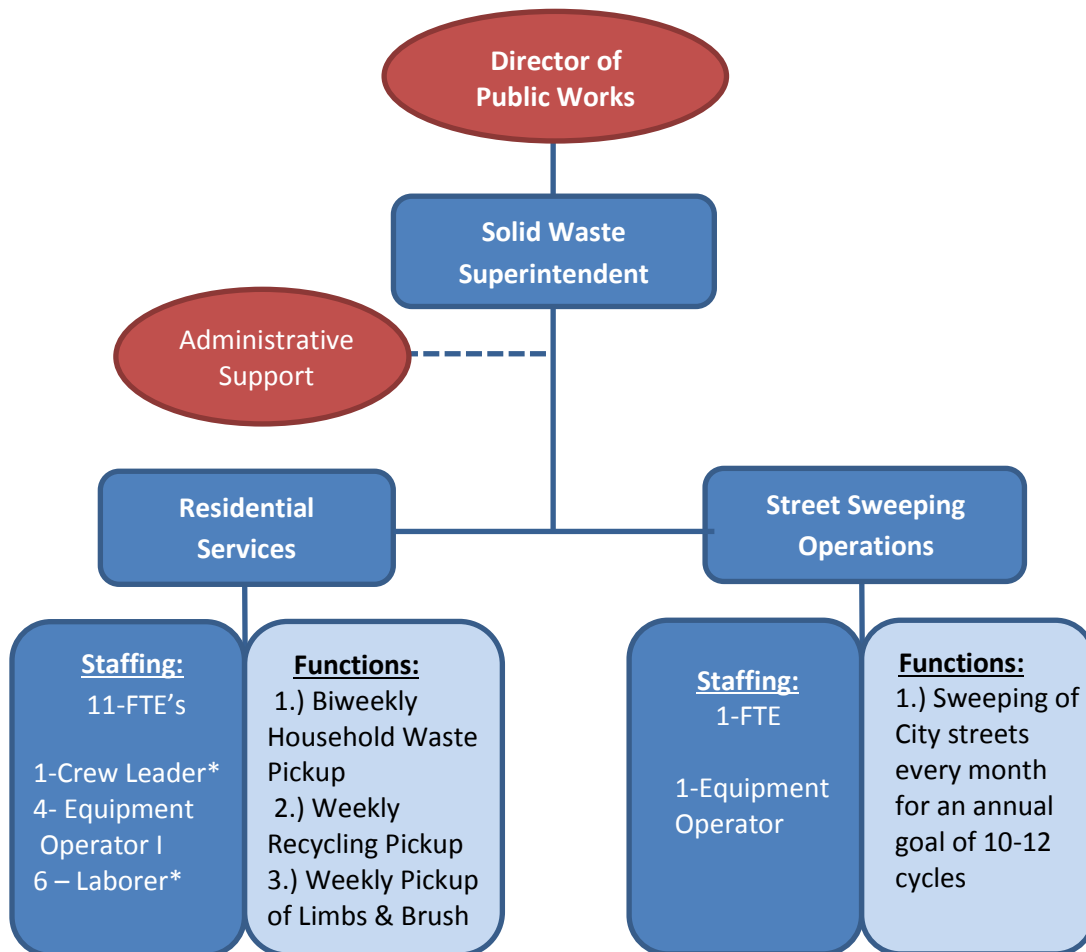 Director of
Public Works
Solid Waste
Superintendent
Administrative
Support
Residential
Services
Street Sweeping
Operations
Staffing:
11-FTE’s
1-Crew Leader*
4- Equipment
Operator I
6 – Laborer*
Functions:
1.) Biweekly
Household Waste
Pickup
2.) Weekly
Recycling Pickup
3.) Weekly Pickup
of Limbs & Brush
Staffing:
1-FTE
1-Equipment
Operator
Functions:
1.) Sweeping of
City streets
every month
for an annual
goal of 10-12
cycles